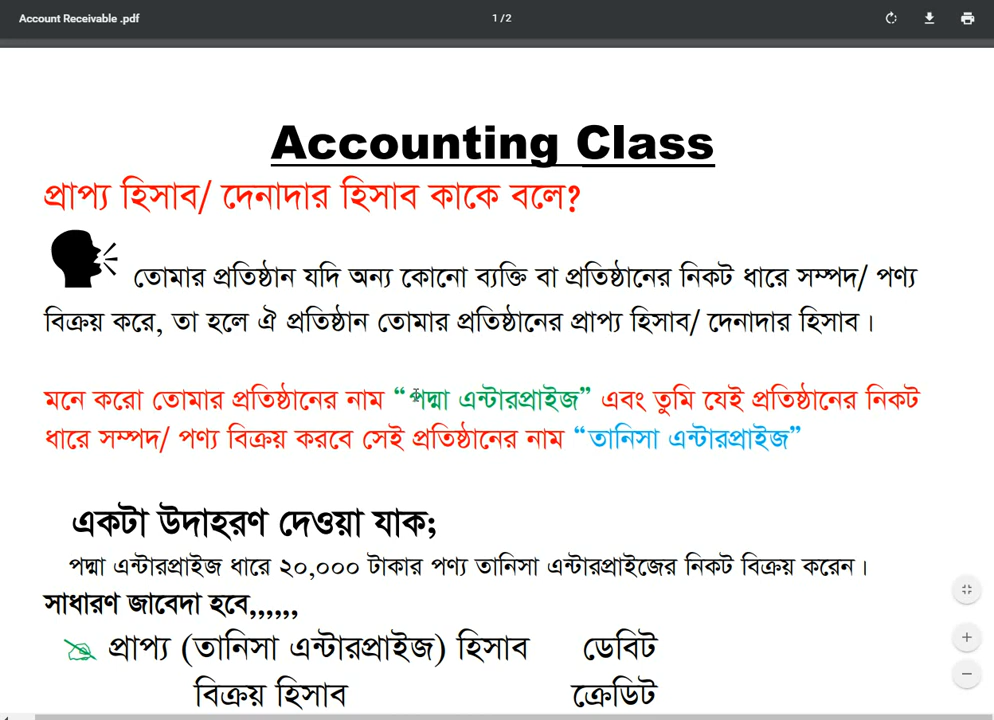 Account Receivable .pdf
1 / 2
Accounting Class
প্রাপ্য হিসাব/ দেনাদার হিসাব কাকে বলে?
তোমার প্রতিষ্ঠান যদি অন্য কোনো ব্যক্তি বা প্রতিষ্ঠানের নিকট ধারে সম্পদ/ পণ্য
বিক্রয় করে, তা হলে ঐ প্রতিষ্ঠান তোমার প্রতিষ্ঠানের প্রাপ্য হিসাব/ দেনাদার হিসাব।
মনে করো তোমার প্রতিষ্ঠানের নাম “পদ্মা এন্টারপ্রাইজ” এবং তুমি যেই প্রতিষ্ঠানের নিকট
ধারে সম্পদ/ পণ্য বিক্রয় করবে সেই প্রতিষ্ঠানের নাম “তানিসা এন্টারপ্রাইজ”
একটা উদাহরণ দেওয়া যাক;
পদ্মা এন্টারপ্রাইজ ধারে ২০,০০০ টাকার পণ্য তানিসা এন্টারপ্রাইজের নিকট বিক্রয় করেন।
সাধারণ জাবেদা হবে,,,,,,
প্রাপ্য (তানিসা এন্টারপ্রাইজ) হিসাব ডেবিট
বিক্রয় হিসাব ক্রেডিট